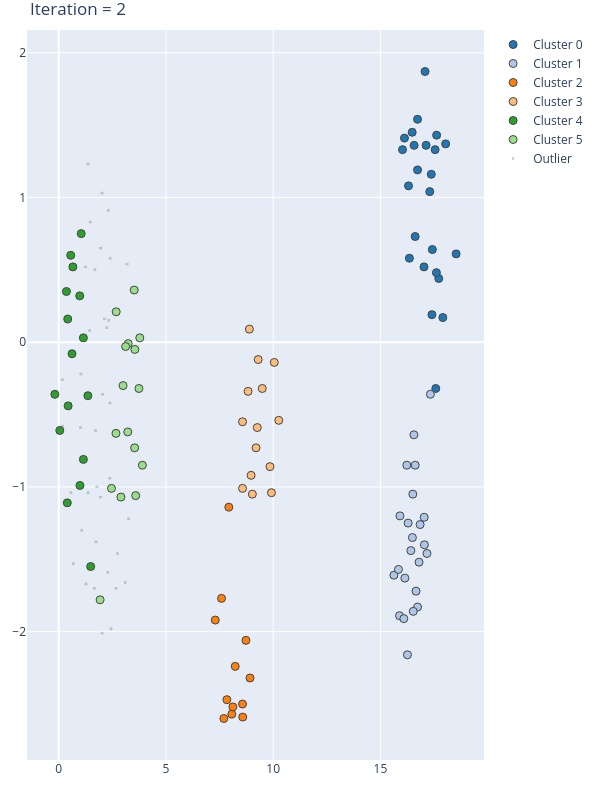 Iteration = 2
2
1
0
−1
−2
0
5
10
15
Cluster 0
Cluster 1
Cluster 2
Cluster 3
Cluster 4
Cluster 5
Outlier